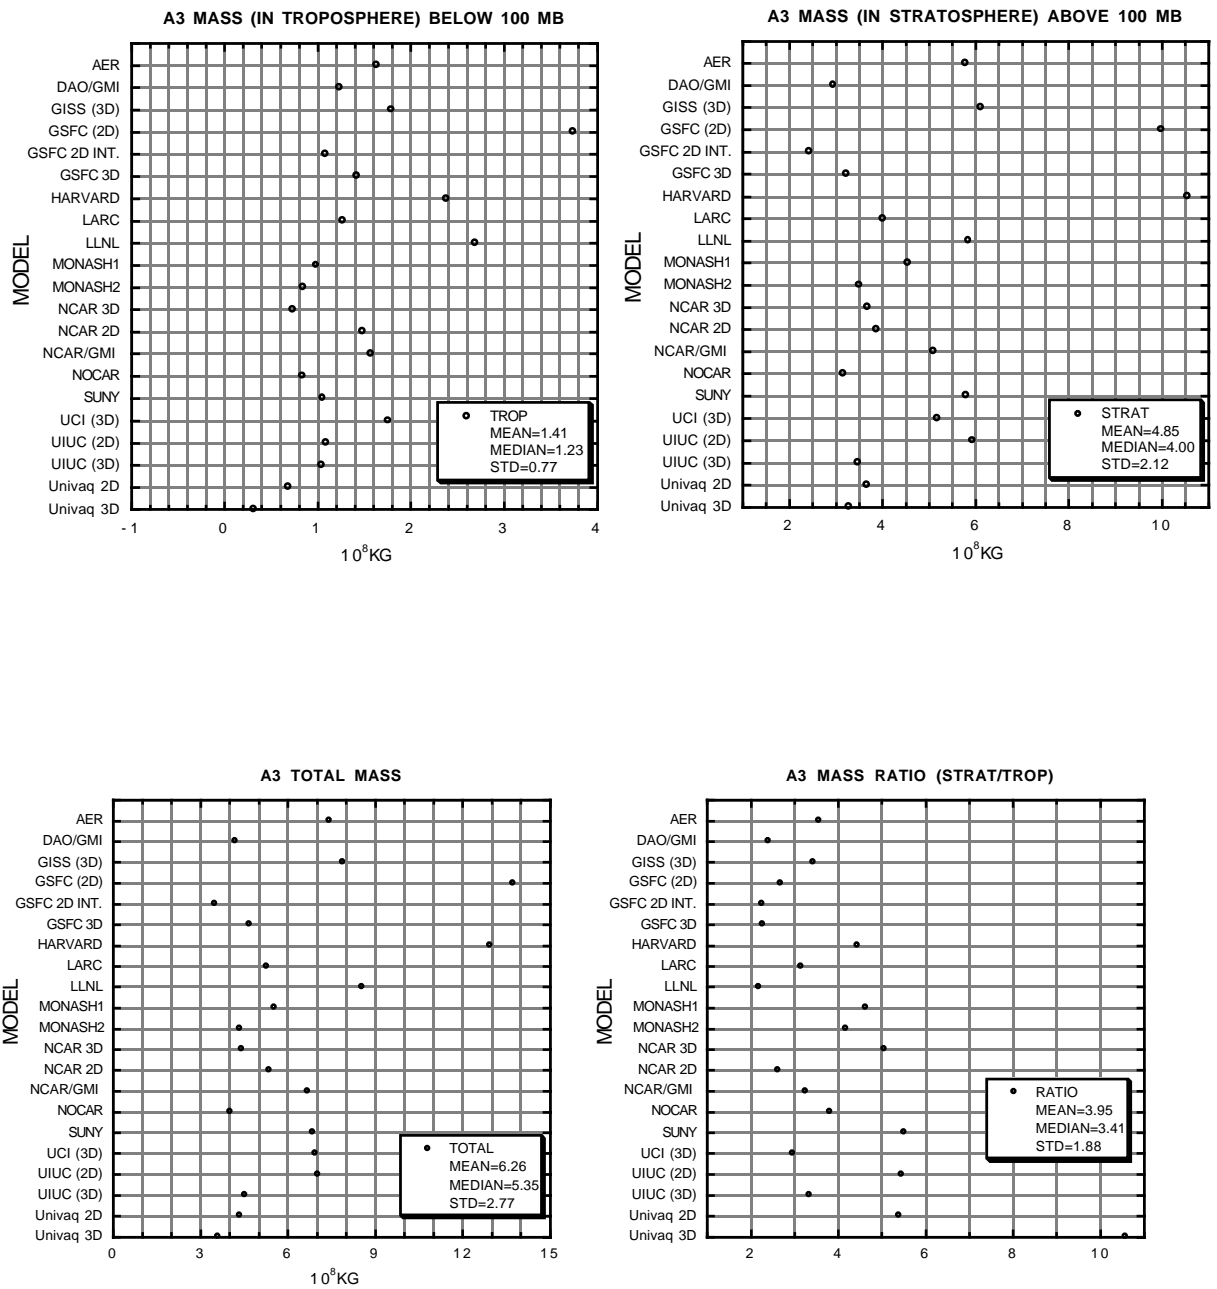 A3 MASS (IN TROPOSPHERE) BELOW 100 MB
AER
DAO/GMI
GISS (3D)
GSFC (2D)
GSFC 2D INT.
GSFC 3D
HARVARD
LARC
LLNL
MONASH1
MONASH2
NCAR 3D
NCAR 2D
NCAR/GMI
NOCAR
SUNY
UCI (3D)
UIUC (2D)
UIUC (3D)
Univaq 2D
Univaq 3D
MODEL
TROP
MEAN=1.41
MEDIAN=1.23
STD=0.77
-1 0 1 2 3 4
10^8KG
A3 MASS (IN STRATOSPHERE) ABOVE 100 MB
AER
DAO/GMI
GISS (3D)
GSFC (2D)
GSFC 2D INT.
GSFC 3D
HARVARD
LARC
LLNL
MONASH1
MONASH2
NCAR 3D
NCAR 2D
NCAR/GMI
NOCAR
SUNY
UCI (3D)
UIUC (2D)
UIUC (3D)
Univaq 2D
Univaq 3D
MODEL
STRAT
MEAN=4.85
MEDIAN=4.00
STD=2.12
2 4 6 8 10
10^8KG
A3 TOTAL MASS
AER
DAO/GMI
GISS (3D)
GSFC (2D)
GSFC 2D INT.
GSFC 3D
HARVARD
LARC
LLNL
MONASH1
MONASH2
NCAR 3D
NCAR 2D
NCAR/GMI
NOCAR
SUNY
UCI (3D)
UIUC (2D)
UIUC (3D)
Univaq 2D
Univaq 3D
MODEL
TOTAL
MEAN=6.26
MEDIAN=5.35
STD=2.77
0 3 6 9 12 15
10^8KG
A3 MASS RATIO (STRAT/TROP)
AER
DAO/GMI
GISS (3D)
GSFC (2D)
GSFC 2D INT.
GSFC 3D
HARVARD
LARC
LLNL
MONASH1
MONASH2
NCAR 3D
NCAR 2D
NCAR/GMI
NOCAR
SUNY
UCI (3D)
UIUC (2D)
UIUC (3D)
Univaq 2D
Univaq 3D
MODEL
RATIO
MEAN=3.95
MEDIAN=3.41
STD=1.88
2 4 6 8 10